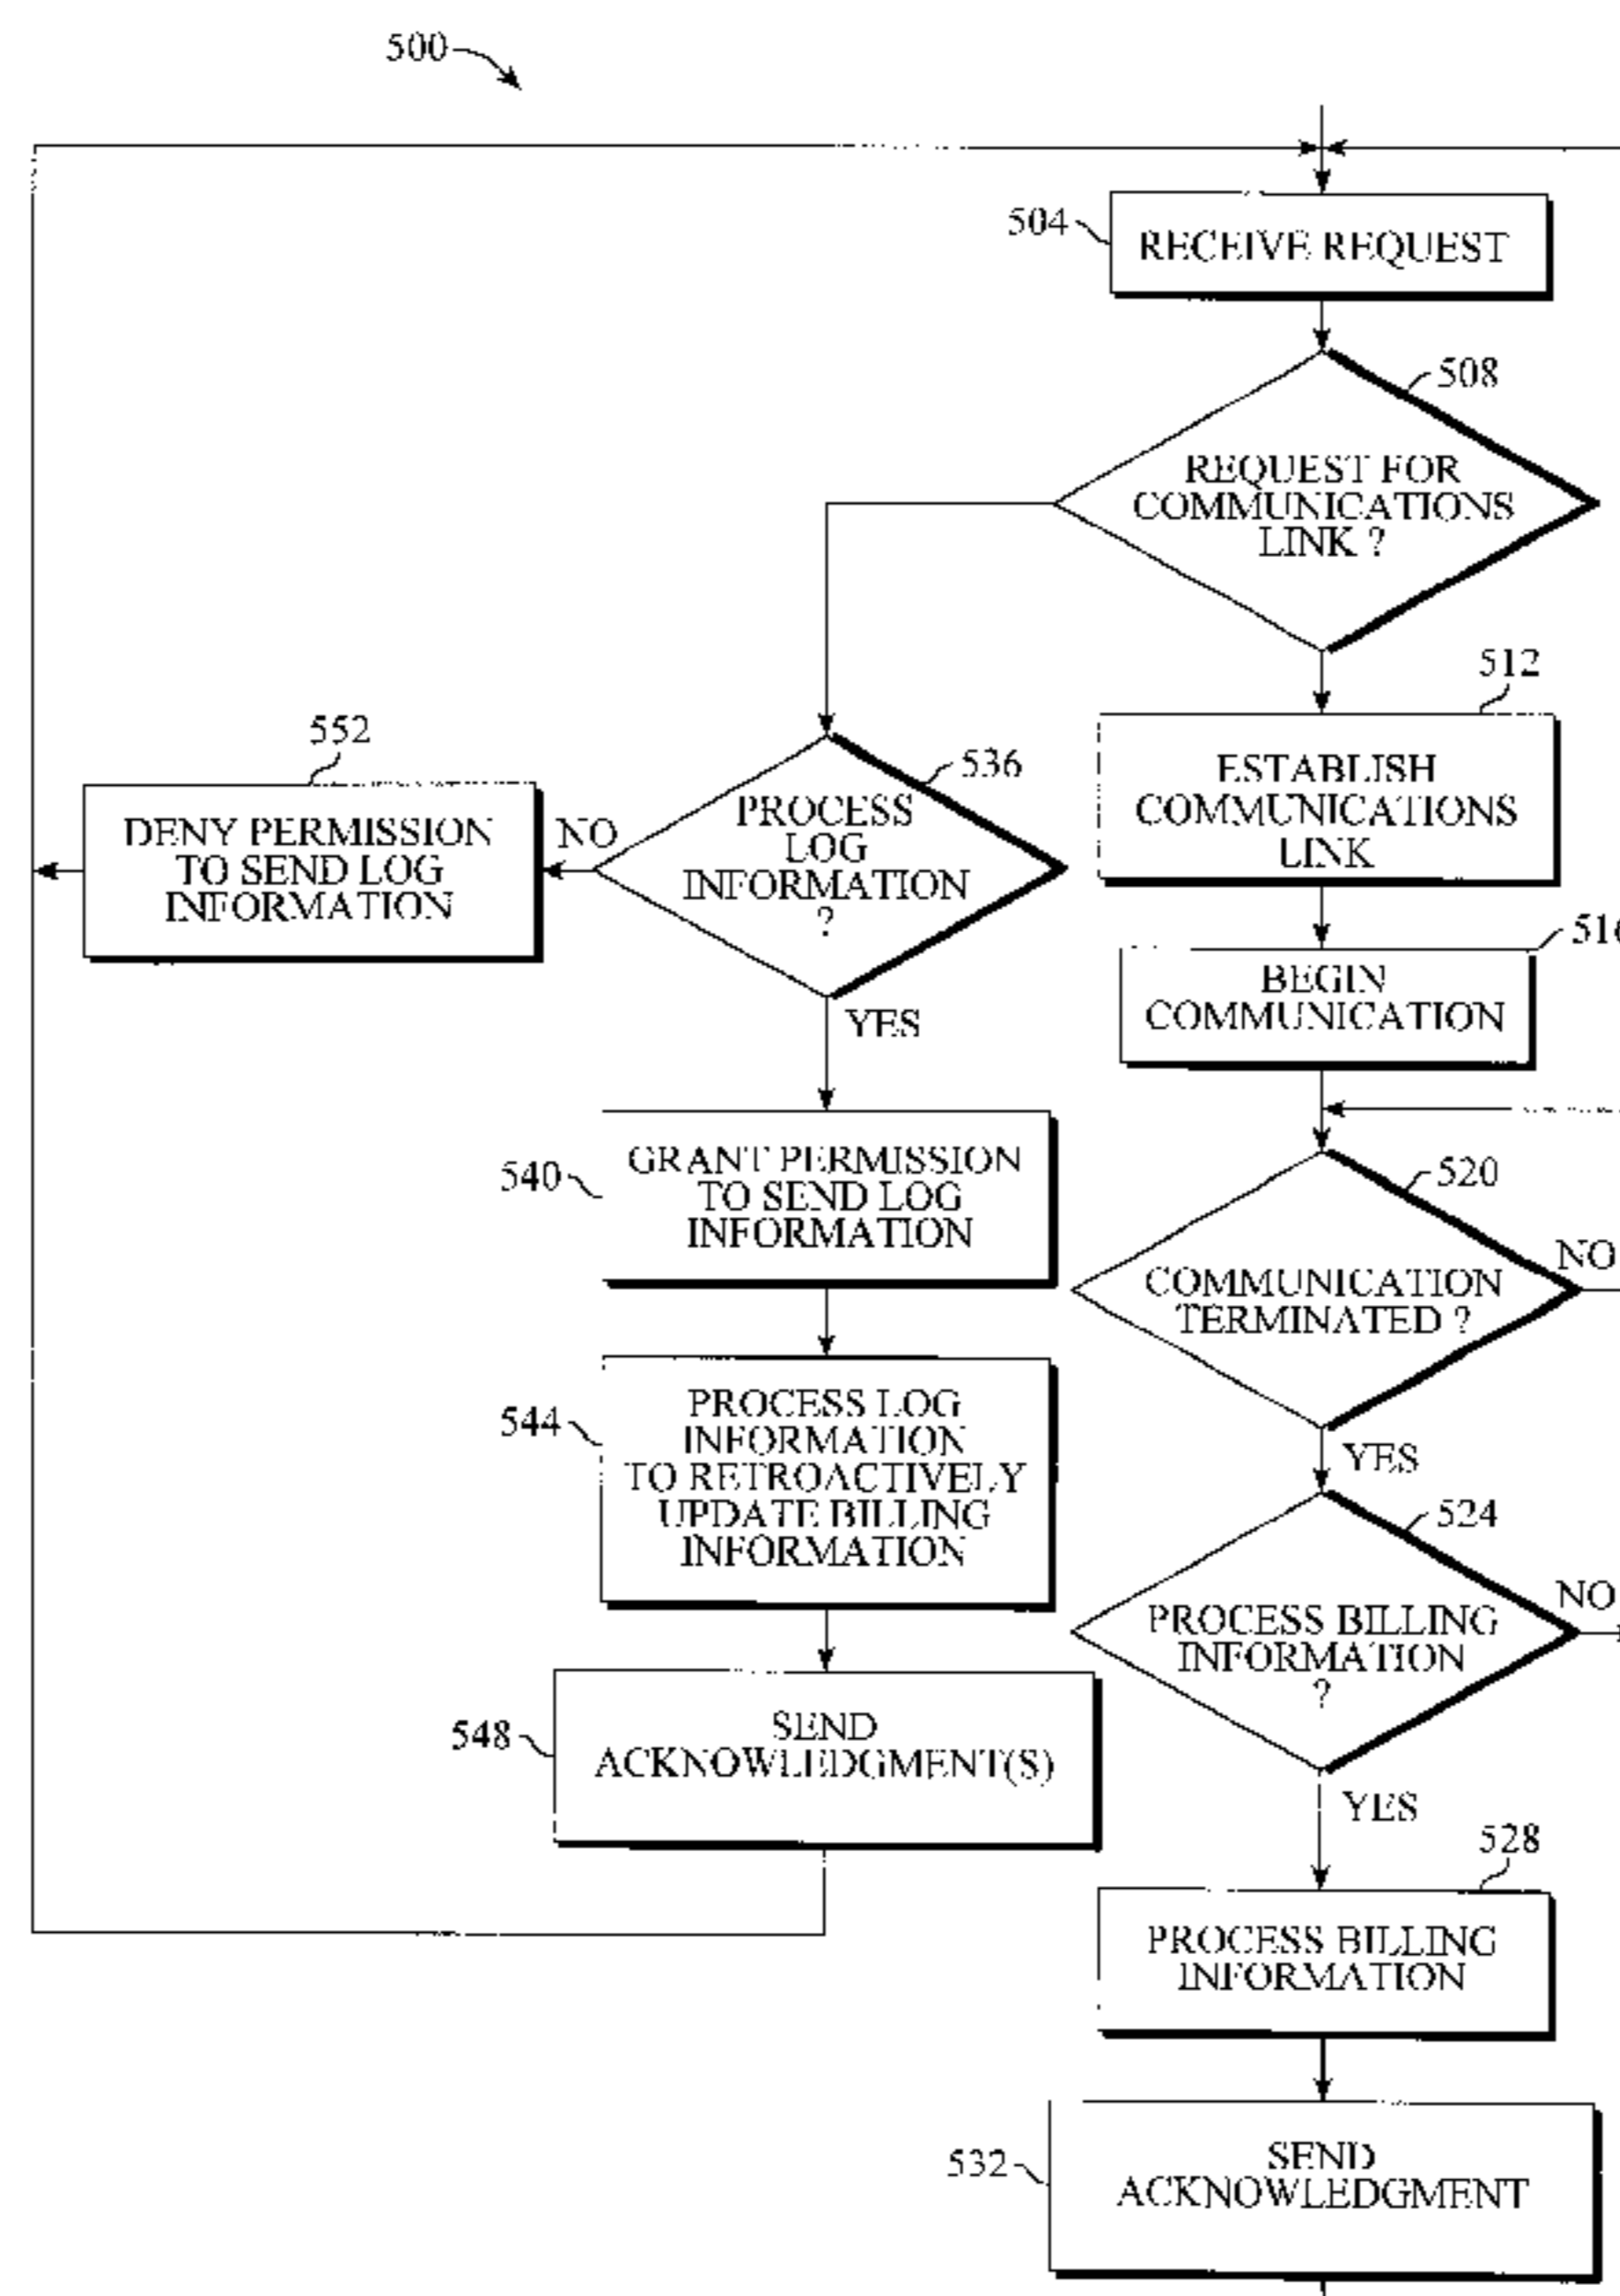 500
504
RECEIVE REQUEST
508
REQUEST FOR
COMMUNICATIONS
LINK ?
512
ESTABLISH
COMMUNICATIONS
LINK
552
DENY PERMISSION
TO SEND LOG
INFORMATION
NO
536
PROCESS
LOG
INFORMATION
?
YES
516
BEGIN
COMMUNICATION
540
GRANT PERMISSION
TO SEND LOG
INFORMATION
520
COMMUNICATION
TERMINATED ?
NO
YES
544
PROCESS LOG
INFORMATION
TO RETROACTIVELY
UPDATE BILLING
INFORMATION
524
PROCESS BILLING
INFORMATION
?
NO
YES
548
SEND
ACKNOWLEDGMENT(S)
528
PROCESS BILLING
INFORMATION
532
SEND
ACKNOWLEDGMENT